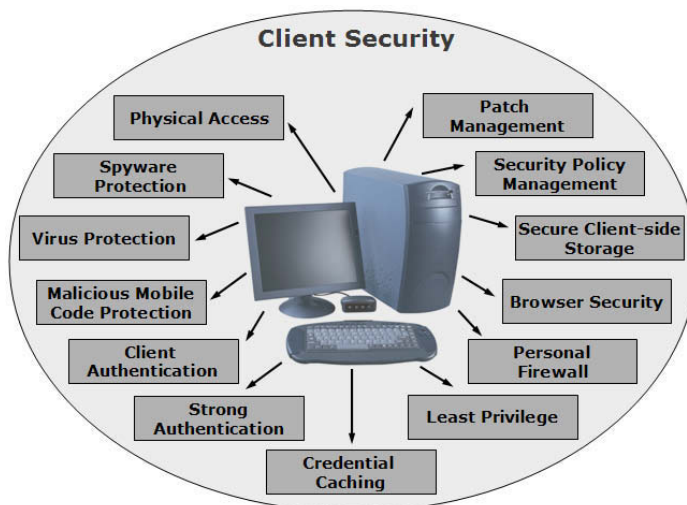 Client Security
Physical Access
Patch
Management
Spyware
Protection
Security Policy
Management
Virus Protection
Secure Client-side
Storage
Malicious Mobile
Code Protection
Browser Security
Client
Authentication
Personal
Firewall
Strong
Authentication
Least Privilege
Credential
Caching